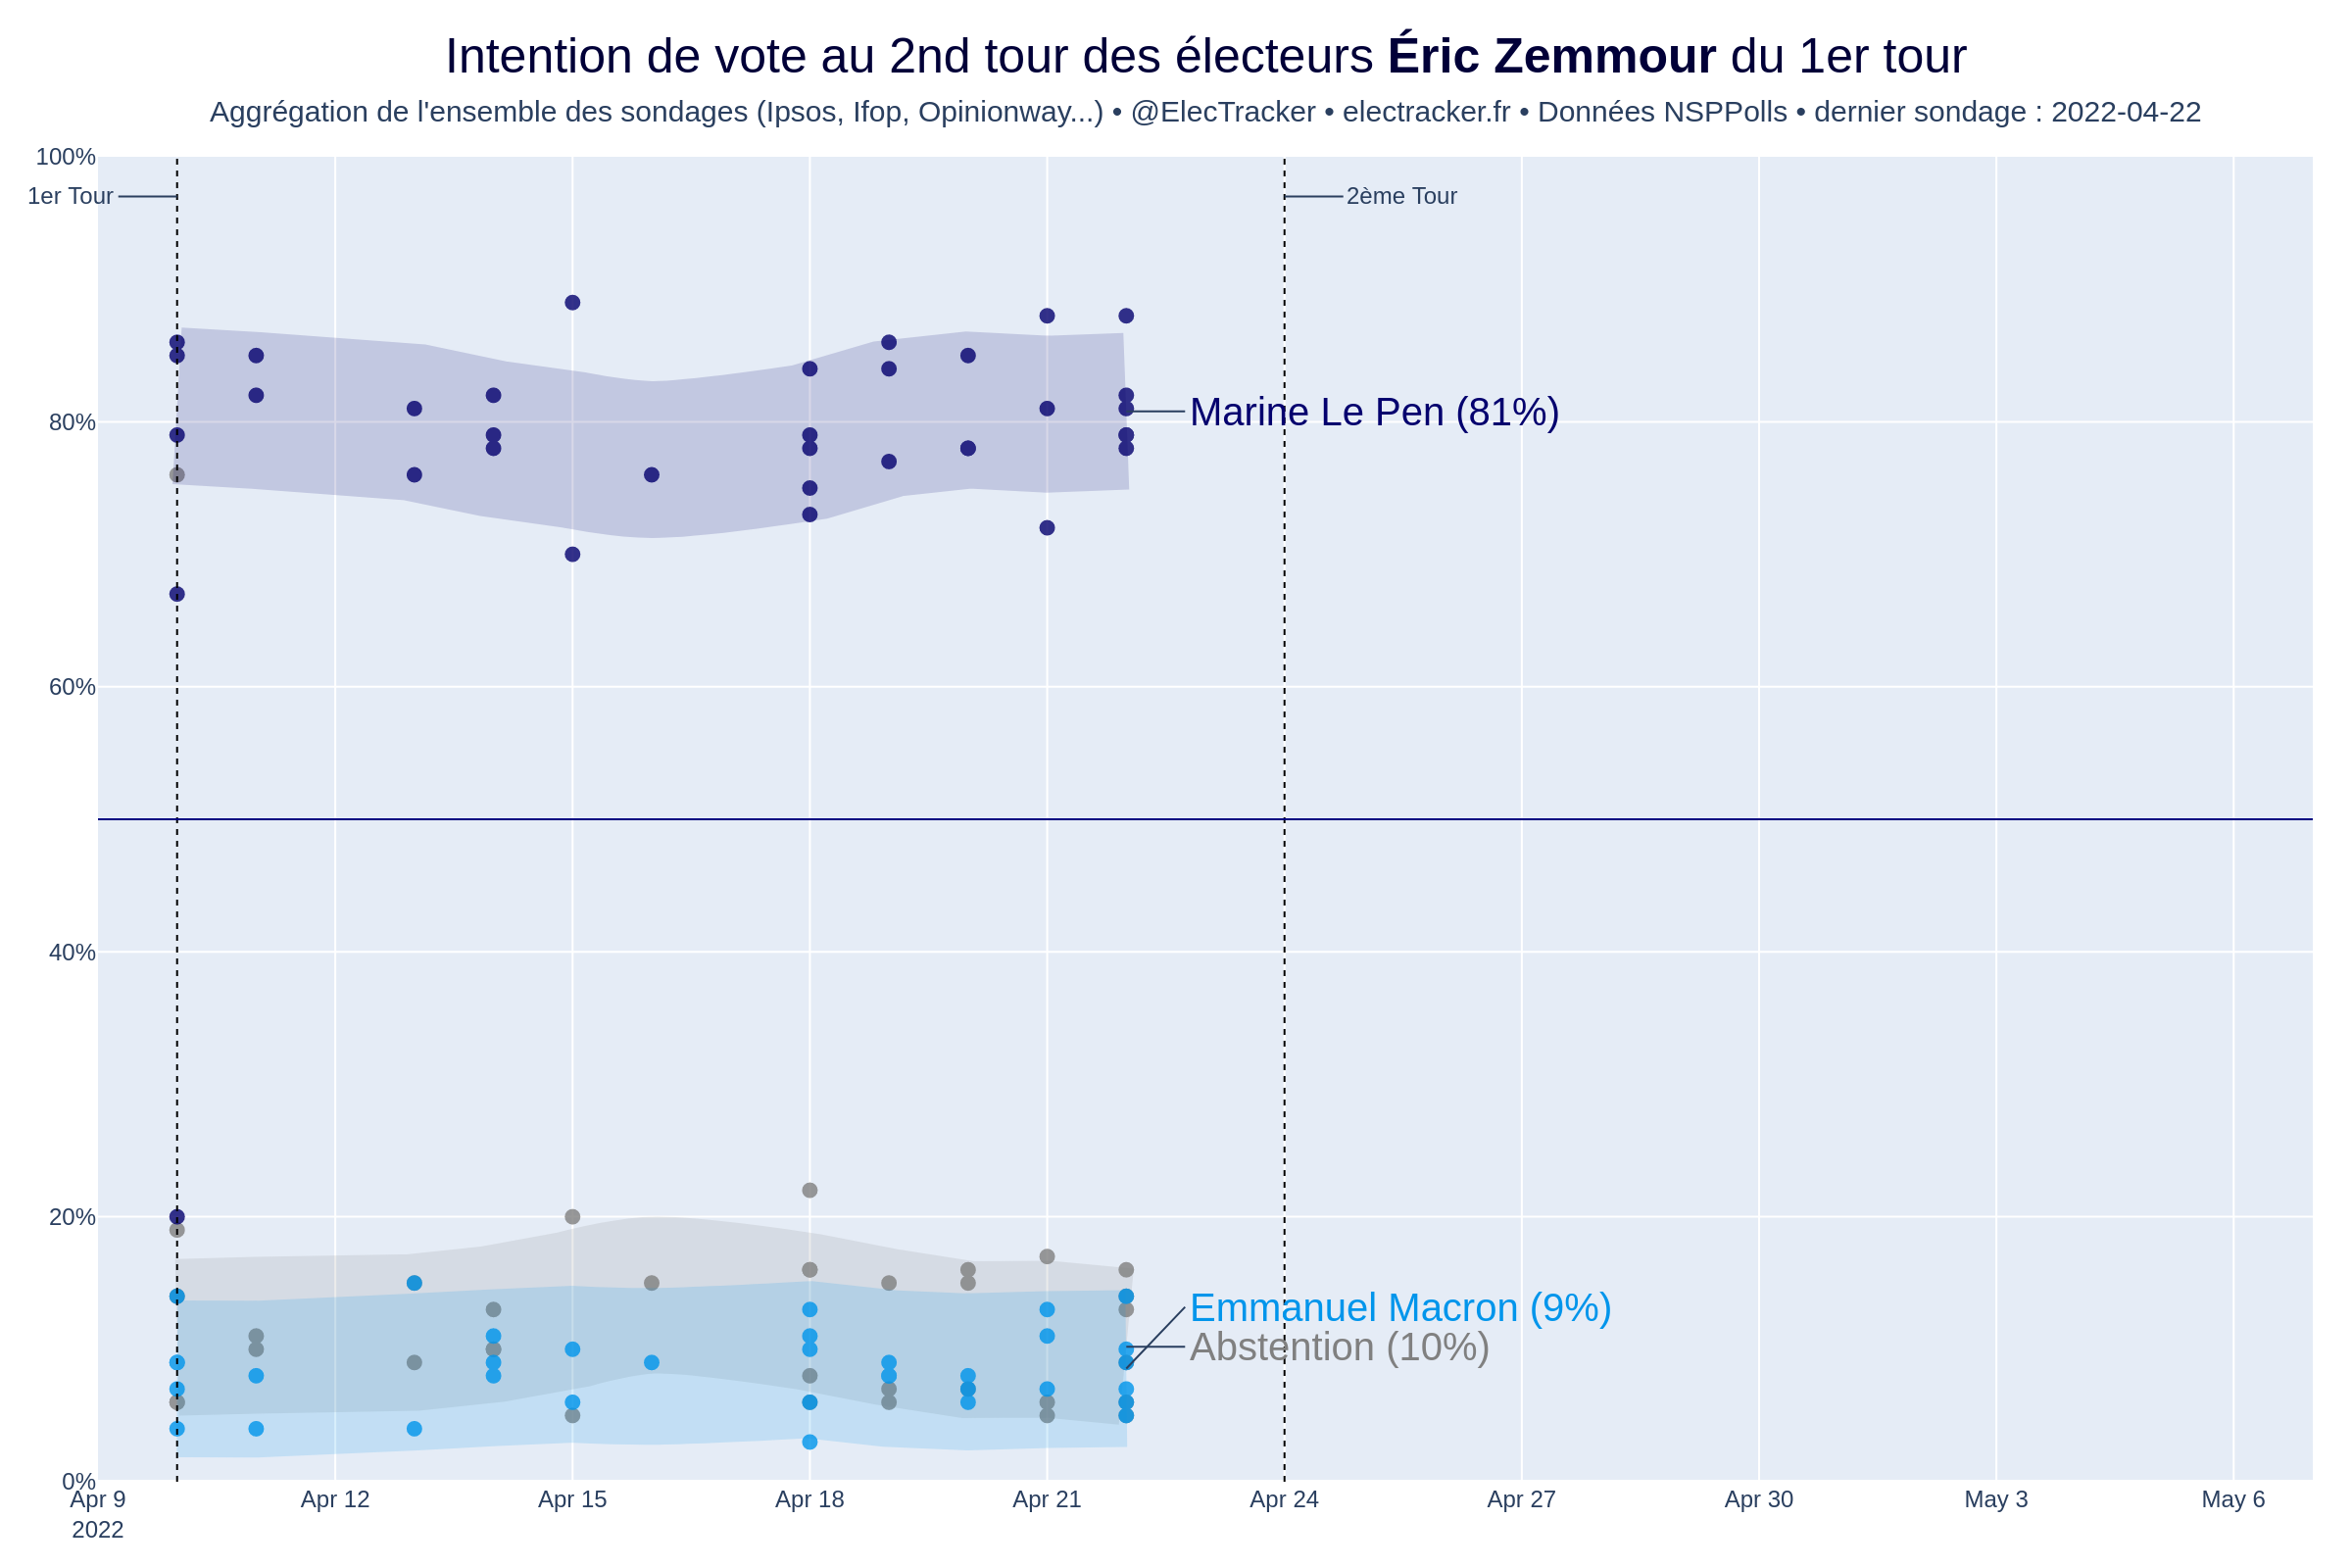 Intention de vote au 2nd tour des électeurs Éric Zemmour du 1er tour
Aggrégation de l'ensemble des sondages (Ipsos, Ifop, Opinionway...) • @ElecTracker • electracker.fr • Données NSPPolls • dernier sondage : 2022-04-22
100%
1er Tour
2ème Tour
80%
Marine Le Pen (81%)
60%
40%
20%
Emmanuel Macron (9%)
Abstention (10%)
0%
Apr 9 Apr 12 Apr 15 Apr 18 Apr 21 Apr 24 Apr 27 Apr 30 May 3 May 6
2022